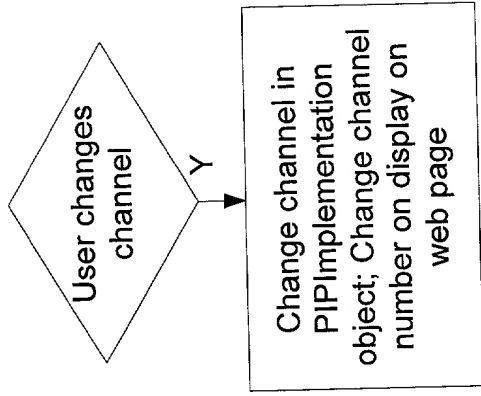 User changes
channel
Y
Change channel in
PIPImplementation
object; Change channel
number on display on
web page